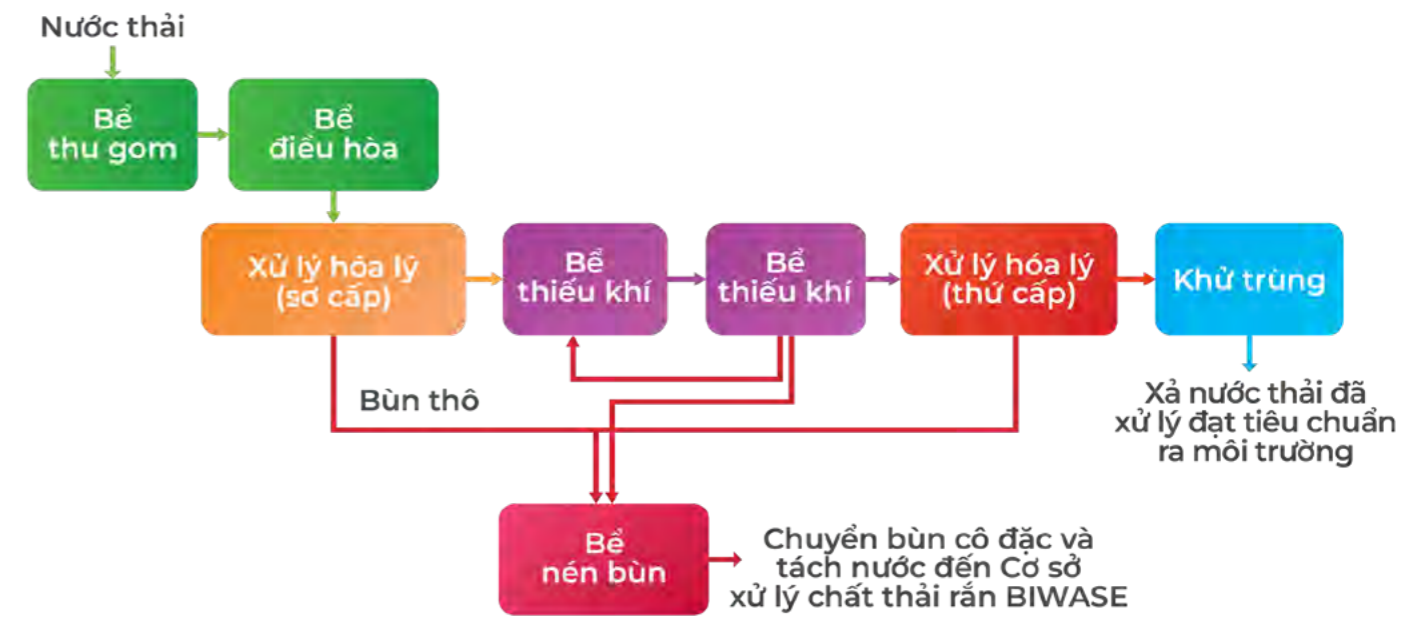 Nước thải
Bể
thu gom
Bể
điều hòa
Xử lý hóa lý
(sơ cấp)
Bể
thiếu khí
Bể
thiếu khí
Xử lý hóa lý
(thứ cấp)
Khử trùng
Bùn thô
Xả nước thải đã
xử lý đạt tiêu chuẩn
ra môi trường
Bể
nén bùn
Chuyển bùn cô đặc và
tách nước đến Cơ sở
xử lý chất thải rắn BIWASE